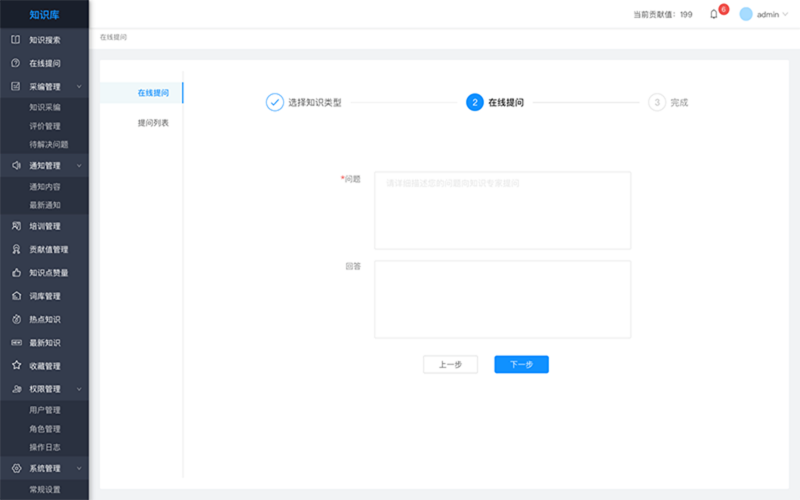 知识库
当前贡献值：199
6
admin
知识搜索
在线提问
采编管理
知识采编
评价管理
待解决问题
通知管理
通知内容
最新通知
培训管理
贡献值管理
知识点赞量
词库管理
热点知识
最新知识
收藏管理
权限管理
用户管理
角色管理
操作日志
系统管理
常规设置
在线提问
在线提问
提问列表
选择知识类型
2 在线提问
3 完成
*问题
请详细描述您的问题向知识专家提问
回答
上一步
下一步